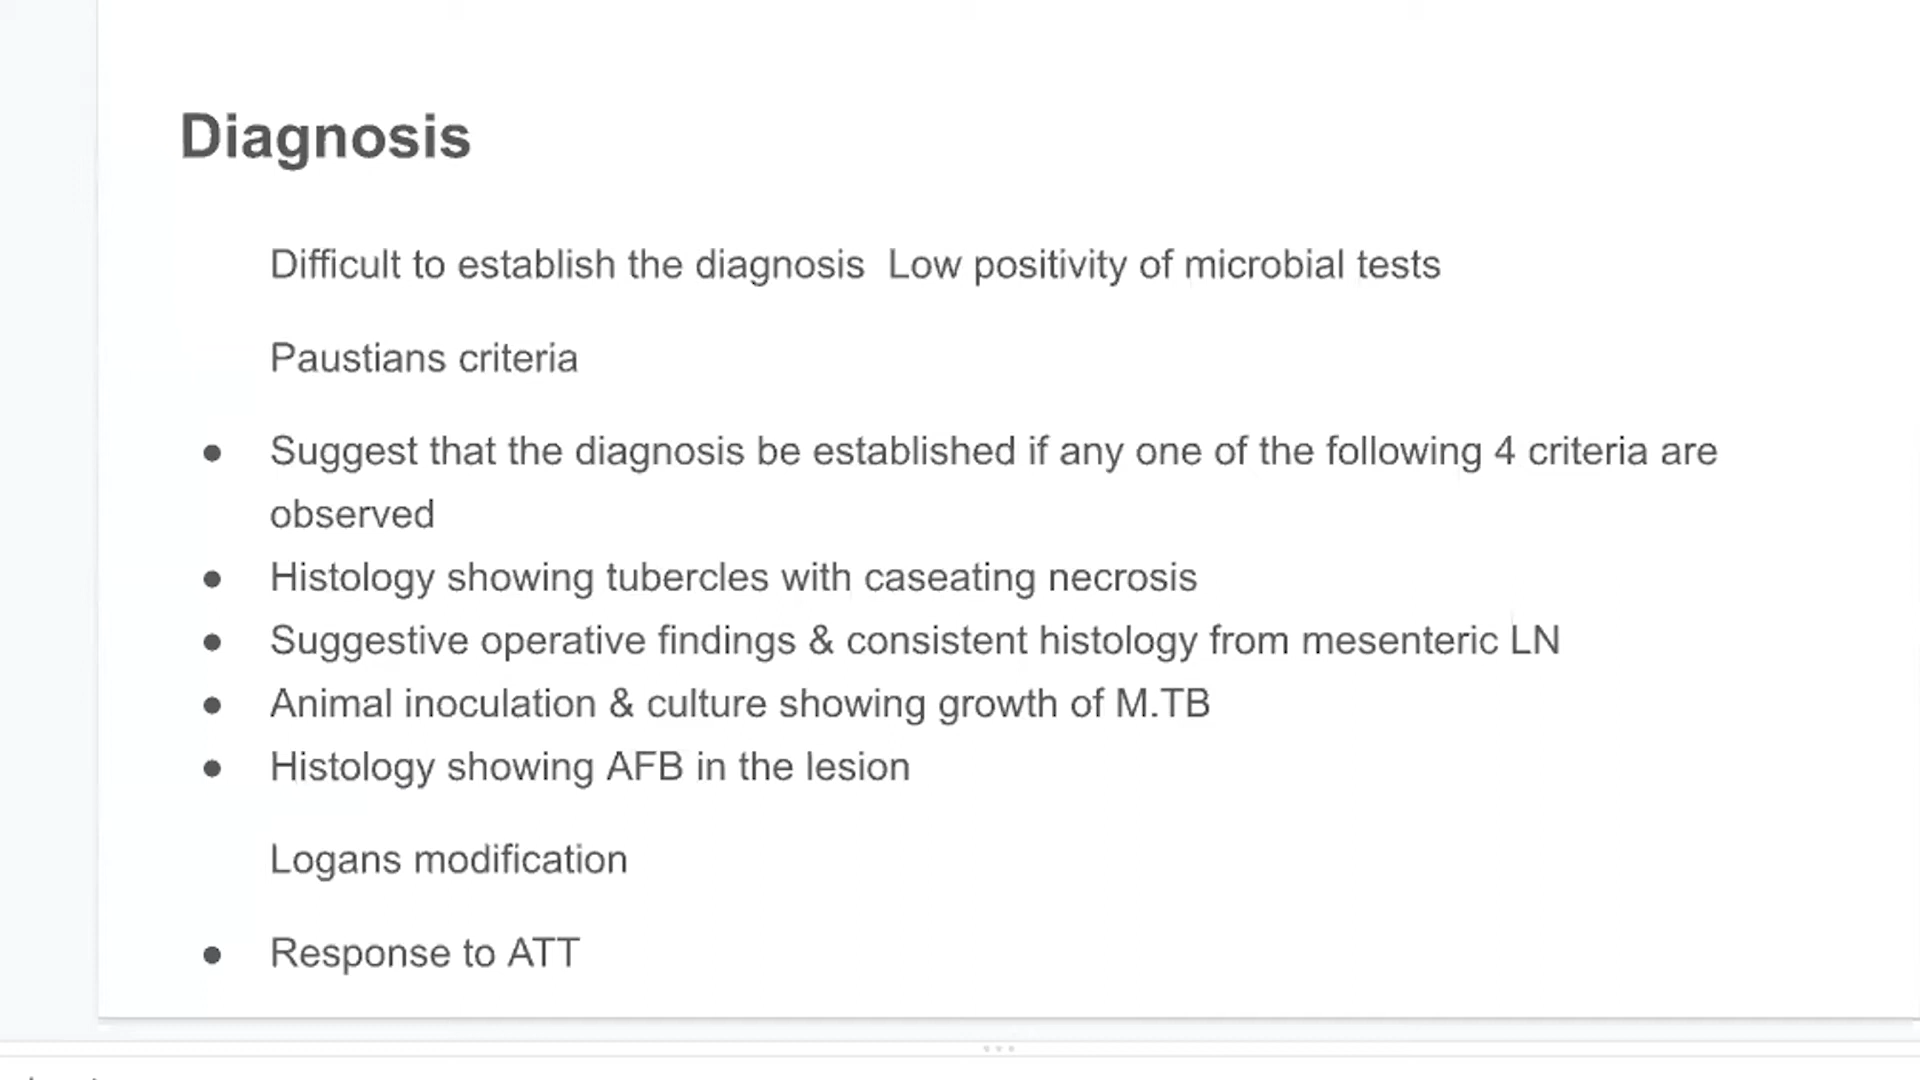 Diagnosis
Difficult to establish the diagnosis  Low positivity of microbial tests
Paustians criteria
● Suggest that the diagnosis be established if any one of the following 4 criteria are
observed
● Histology showing tubercles with caseating necrosis
● Suggestive operative findings & consistent histology from mesenteric LN
● Animal inoculation & culture showing growth of M.TB
● Histology showing AFB in the lesion
Logans modification
● Response to ATT